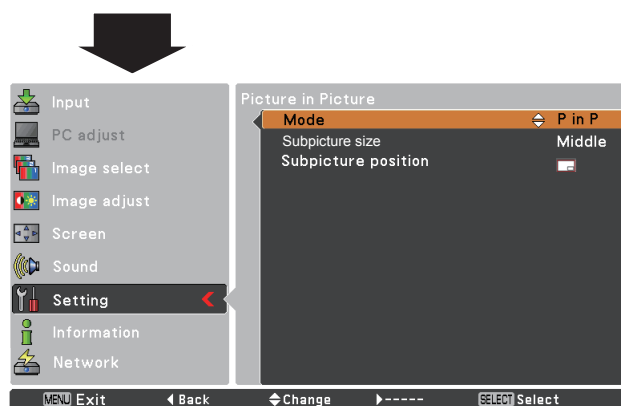 Input
PC adjust
Image select
Image adjust
Screen
Sound
Setting
Information
Network
Picture in Picture
Mode P in P
Subpicture size Middle
Subpicture position
MENU Exit Back Change ----- SELECT Select